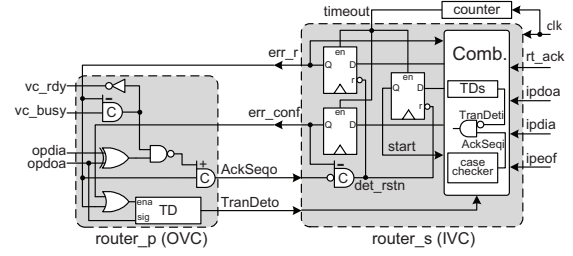 timeout
counter
clk
err_r
en
Q
D
Comb.
rt_ack
vc_rdy
en
Q
D
TDs
ipdoa
vc_busy
C
err_conf
en
r
TranDeti
Q
D
ipdia
opdia
AckSeqi
opdoa
start
case
checker
ipeof
+
C
AckSeqo
C
det_rstn
r
ena
sig
TD
TranDeto
router_p (OVC)
router_s (IVC)